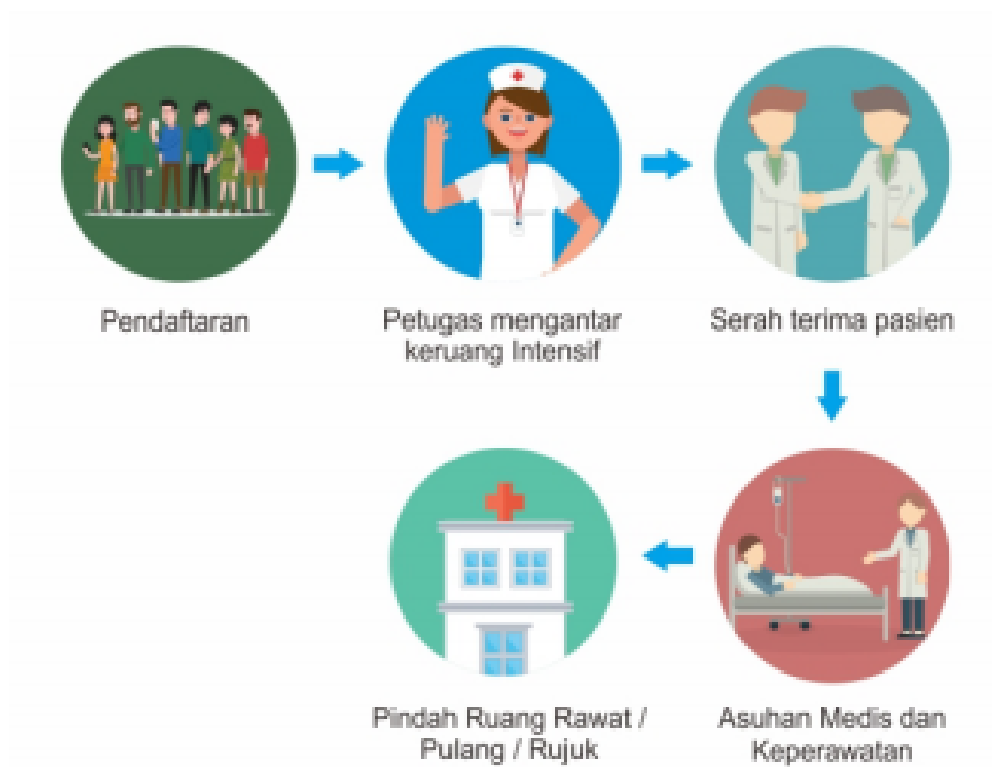 Pendaftaran
Petugas mengantar
keruang Intensif
Serah terima pasien
Asuhan Medis dan
Keperawatan
Pindah Ruang Rawat /
Pulang / Rujuk